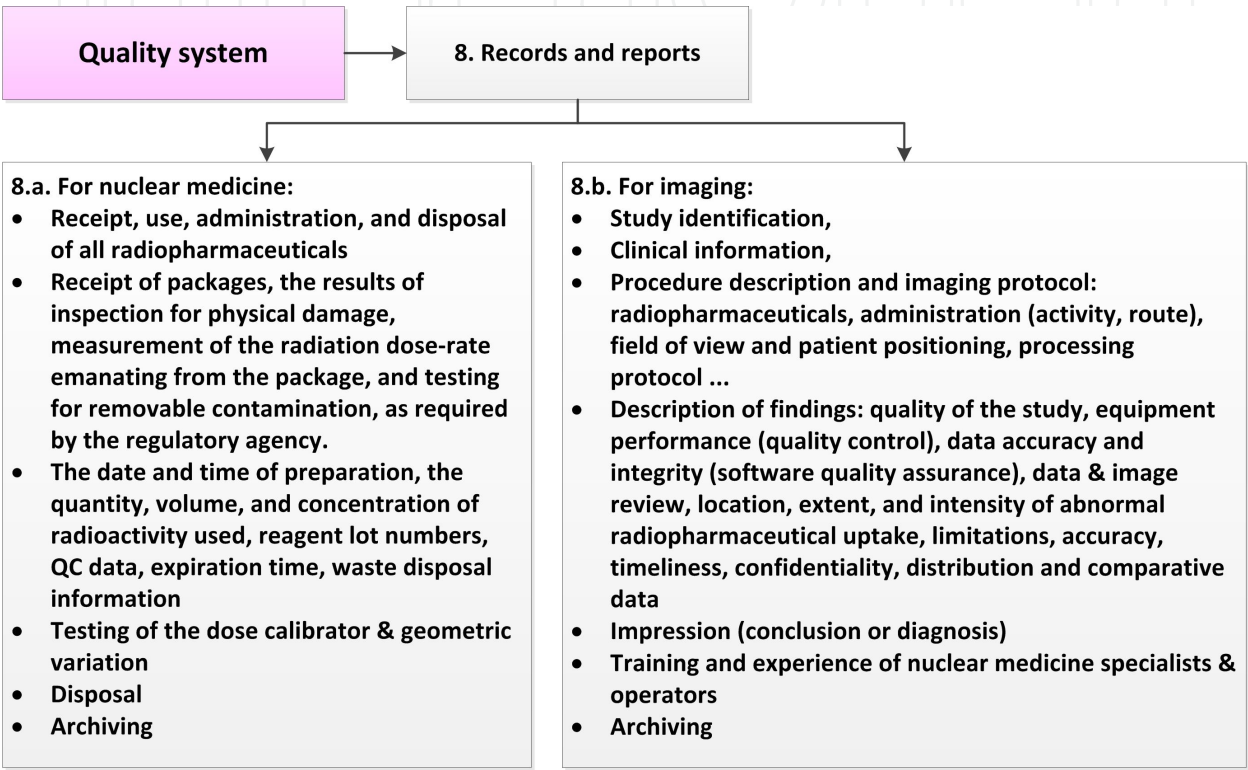 Quality system
8. Records and reports
8.a. For nuclear medicine:
• Receipt, use, administration, and disposal
of all radiopharmaceuticals
• Receipt of packages, the results of
inspection for physical damage,
measurement of the radiation dose-rate
emanating from the package, and testing
for removable contamination, as required
by the regulatory agency.
• The date and time of preparation, the
quantity, volume, and concentration of
radioactivity used, reagent lot numbers,
QC data, expiration time, waste disposal
information
• Testing of the dose calibrator & geometric
variation
• Disposal
• Archiving
8.b. For imaging:
• Study identification,
• Clinical information,
• Procedure description and imaging protocol:
radiopharmaceuticals, administration (activity, route),
field of view and patient positioning, processing
protocol ...
• Description of findings: quality of the study, equipment
performance (quality control), data accuracy and
integrity (software quality assurance), data & image
review, location, extent, and intensity of abnormal
radiopharmaceutical uptake, limitations, accuracy,
timeliness, confidentiality, distribution and comparative
data
• Impression (conclusion or diagnosis)
• Training and experience of nuclear medicine specialists &
operators
• Archiving